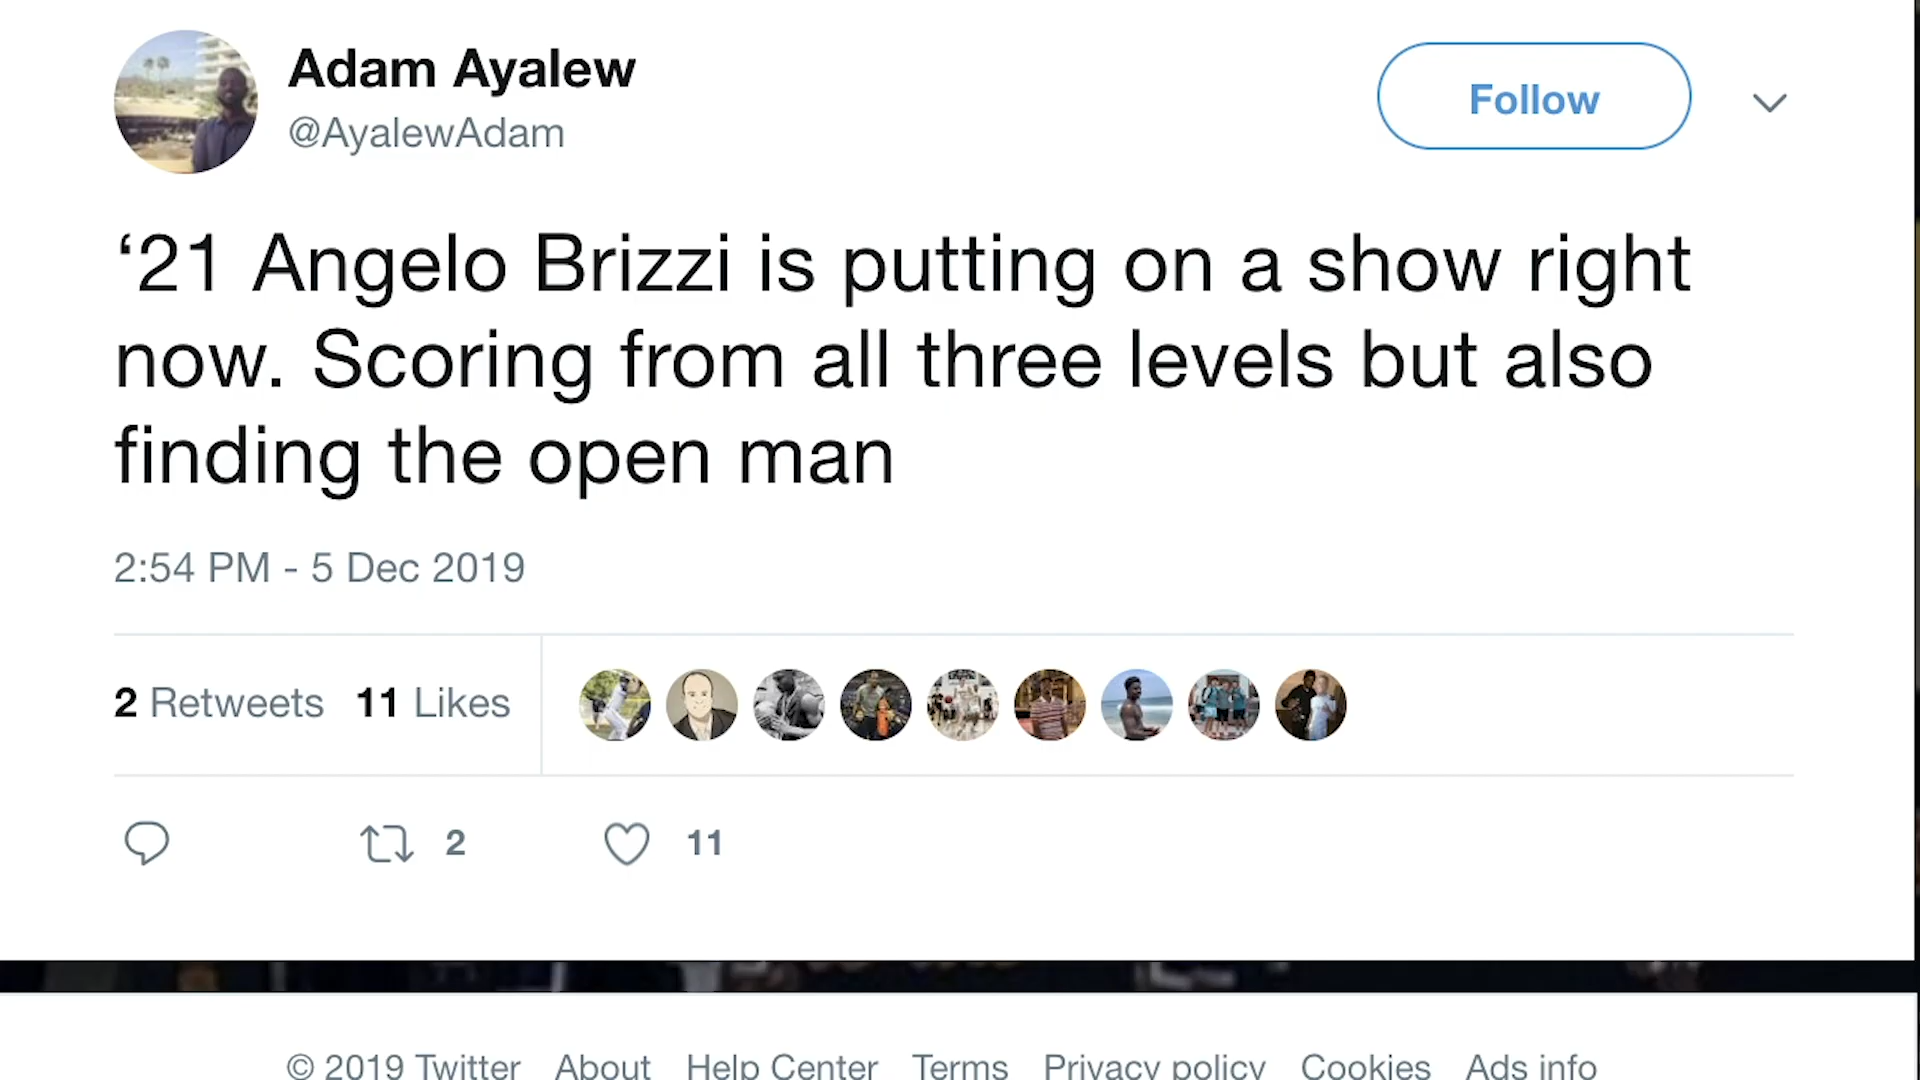 Adam Ayalew
@AyalewAdam
Follow
‘21 Angelo Brizzi is putting on a show right
now. Scoring from all three levels but also
finding the open man
2:54 PM - 5 Dec 2019
2 Retweets 11 Likes
2 11
© 2019 Twitter About Help Center Terms Privacy policy Cookies Ads info